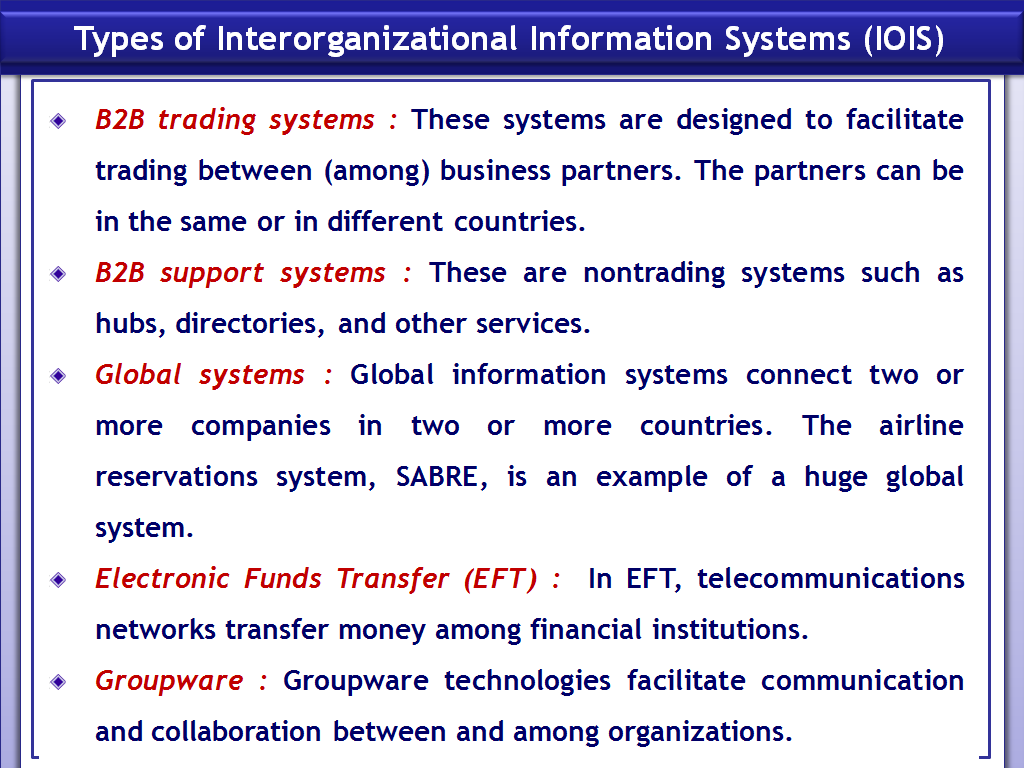 Types of Interorganizational Information Systems (IOIS)
B2B trading systems : These systems are designed to facilitate
trading between (among) business partners. The partners can be
in the same or in different countries.
B2B support systems : These are nontrading systems such as
hubs, directories, and other services.
Global systems : Global information systems connect two or
more companies in two or more countries. The airline
reservations system, SABRE, is an example of a huge global
system.
Electronic Funds Transfer (EFT) : In EFT, telecommunications
networks transfer money among financial institutions.
Groupware : Groupware technologies facilitate communication
and collaboration between and among organizations.